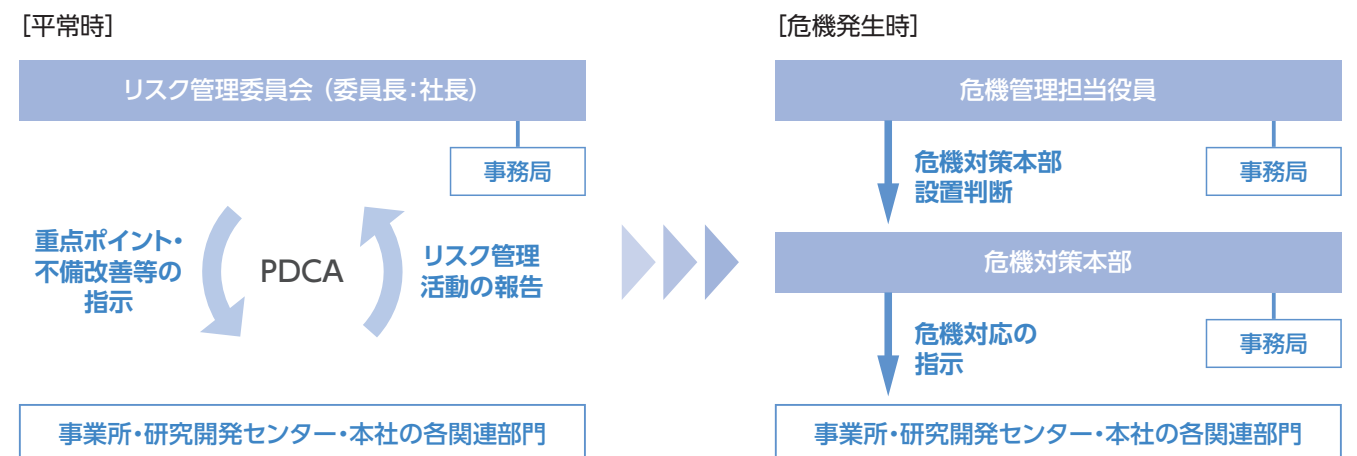 [平常時]
リスク管理委員会（委員長：社長）
事務局
重点ポイント・
不備改善等の
指示
PDCA
リスク管理
活動の報告
事業所・研究開発センター・本社の各関連部門
[危機発生時]
危機管理担当役員
事務局
危機対策本部
設置判断
危機対策本部
事務局
危機対応の
指示
事業所・研究開発センター・本社の各関連部門